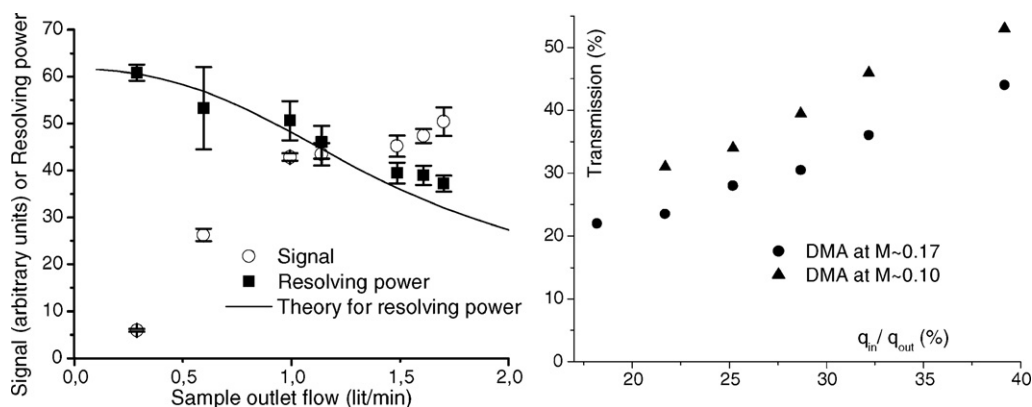 Signal (arbitrary units) or Resolving power
70
60
50
40
30
20
10
0
Signal
Resolving power
Theory for resolving power
0,0
0,5
1,0
1,5
2,0
Sample outlet flow (lit/min)
Transmission (%)
50
40
30
20
10
0
DMA at M~0.17
DMA at M~0.10
q_in/ q_out (%)
20
25
30
35
40